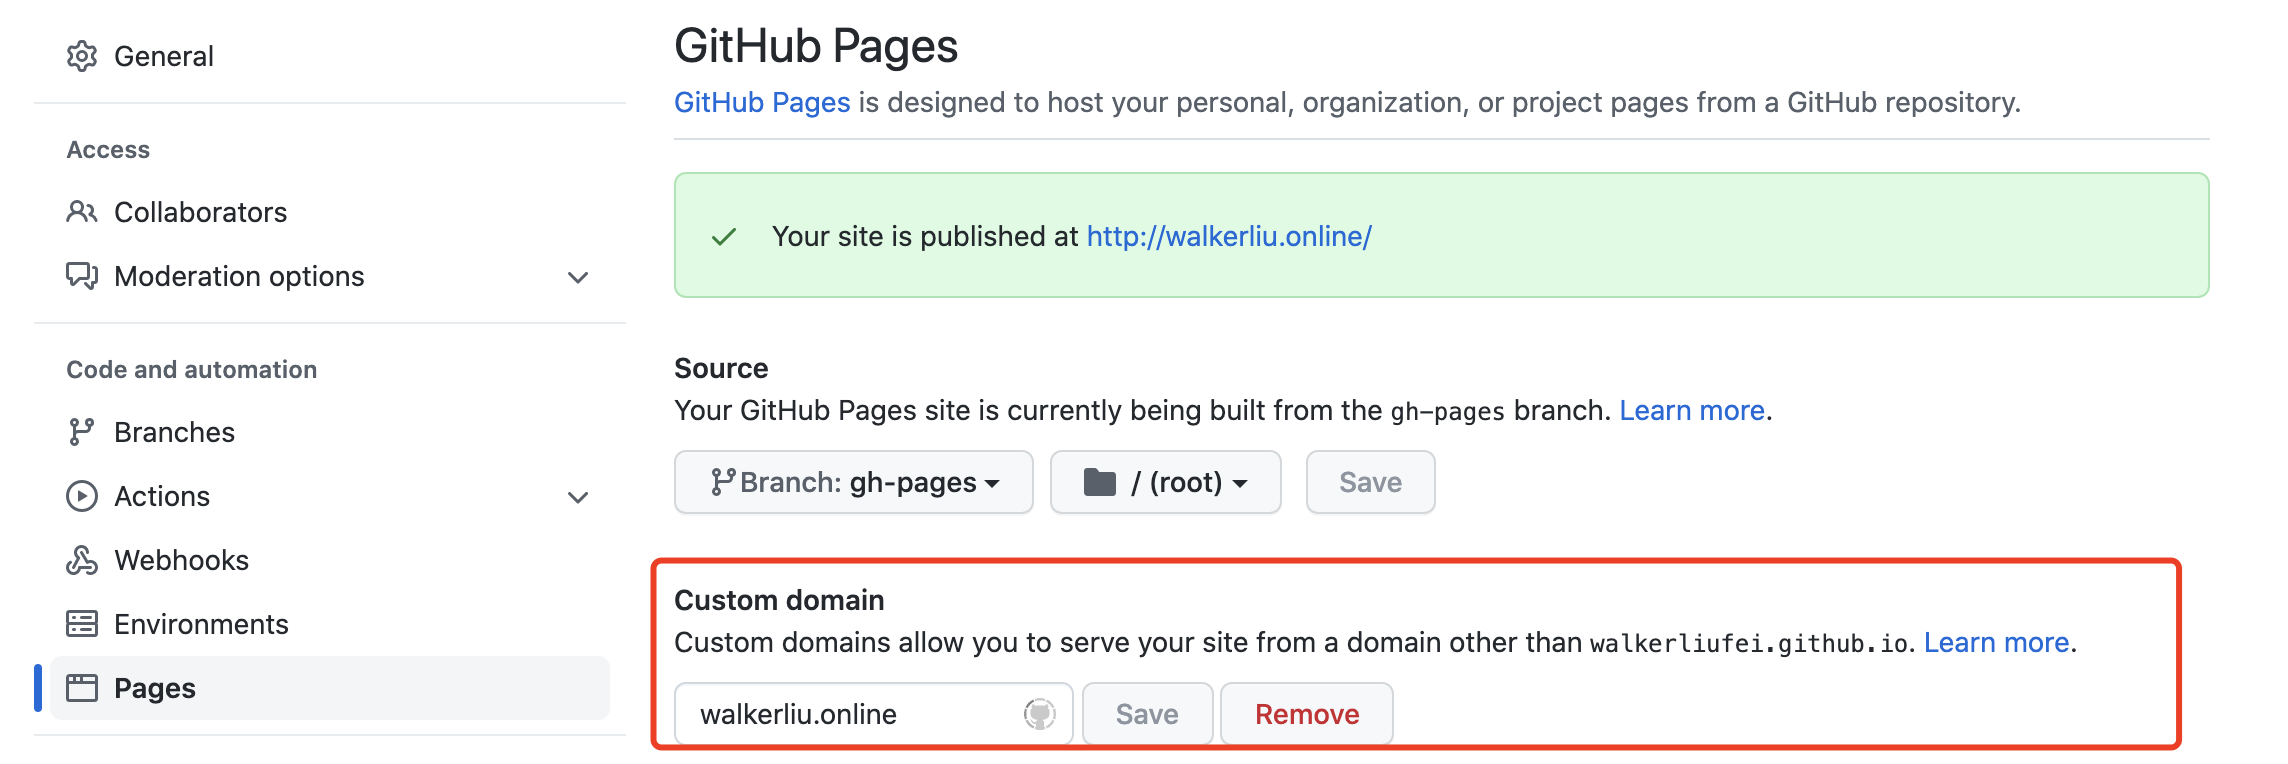 General
Access
Collaborators
Moderation options
Code and automation
Branches
Actions
Webhooks
Environments
Pages
GitHub Pages
GitHub Pages is designed to host your personal, organization, or project pages from a GitHub repository.
Your site is published at http://walkerliu.online/
Source
Your GitHub Pages site is currently being built from the gh-pages branch. Learn more.
Branch: gh-pages / (root) Save
Custom domain
Custom domains allow you to serve your site from a domain other than walkerliufei.github.io. Learn more.
walkerliu.online Save Remove